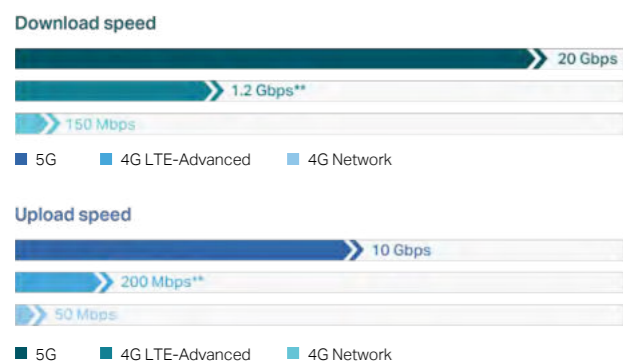 Download speed
20 Gbps
1.2 Gbps**
150 Mbps
5G 4G LTE-Advanced 4G Network
Upload speed
10 Gbps
200 Mbps**
50 Mbps
5G 4G LTE-Advanced 4G Network